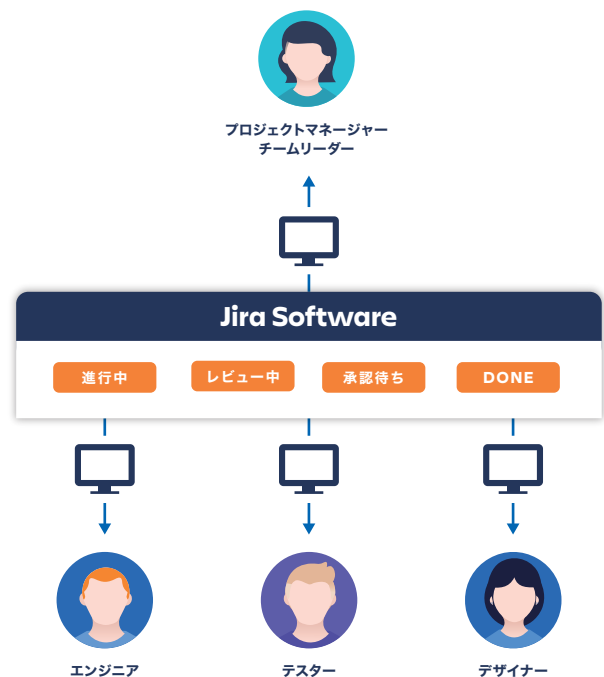 プロジェクトマネージャー
チームリーダー
Jira Software
進行中
レビュー中
承認待ち
DONE
エンジニア
テスター
デザイナー